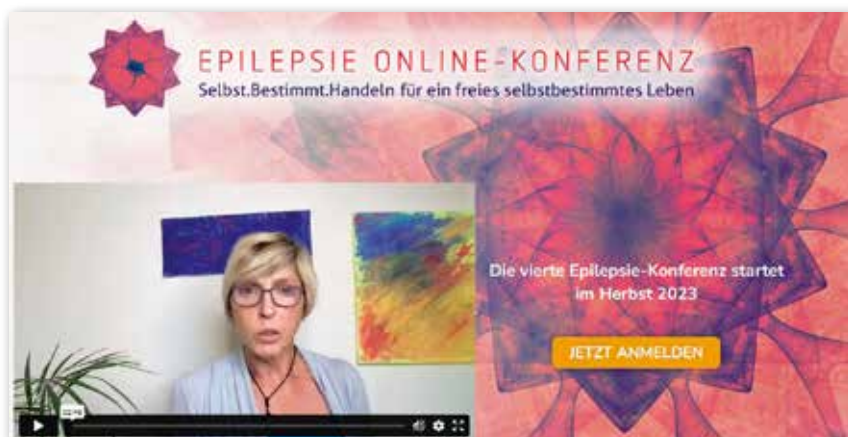 EPILEPSIE ONLINE-KONFERENZ
Selbst.Bestimmt.Handeln für ein freies selbstbestimmtes Leben
Die vierte Epilepsie-Konferenz startet
im Herbst 2023
JETZT ANMELDEN